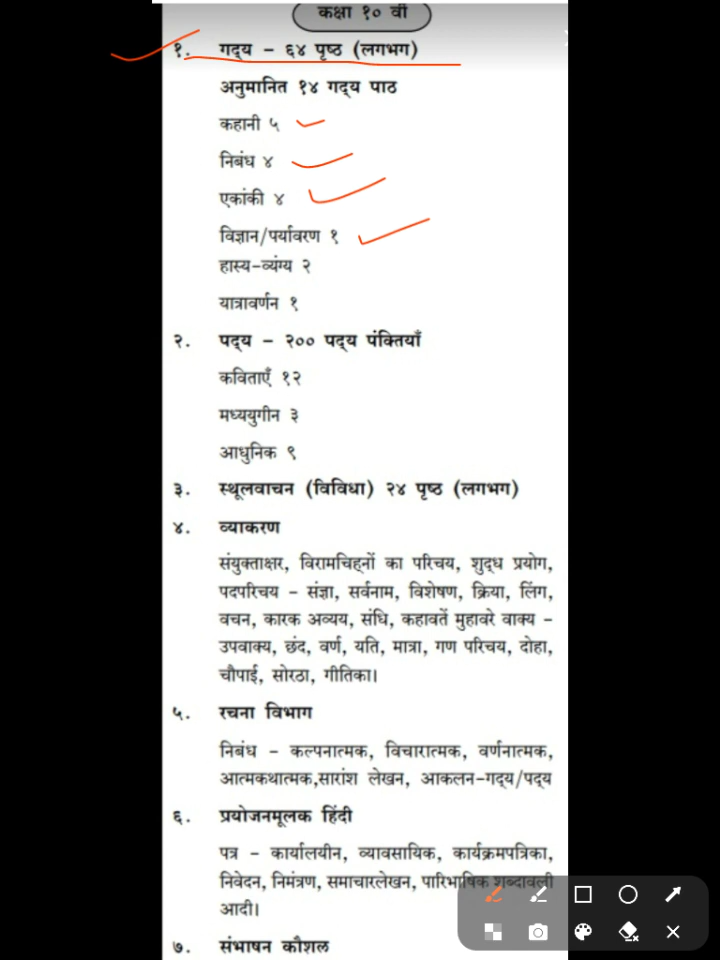 कक्षा १० वी
१. गद्य – ६४ पृष्ठ (लगभग)
अनुमानित १४ गद्य पाठ
कहानी ५
निबंध ४
एकांकी ४
विज्ञान/पर्यावरण १
हास्य-व्यंग्य २
यात्रावर्णन १
२. पद्य – २०० पद्य पंक्तियाँ
कविताएँ १२
मध्ययुगीन ३
आधुनिक ९
३. स्थूलवाचन (विविधा) २४ पृष्ठ (लगभग)
४. व्याकरण
संयुक्ताक्षर, विरामचिह्नों का परिचय, शुद्ध प्रयोग,
पदपरिचय – संज्ञा, सर्वनाम, विशेषण, क्रिया, लिंग,
वचन, कारक अव्यय, संधि, कहावतें मुहावरे वाक्य –
उपवाक्य, छंद, वर्ण, यति, मात्रा, गण परिचय, दोहा,
चौपाई, सोरठा, गीतिका।
५. रचना विभाग
निबंध – कल्पनात्मक, विचारात्मक, वर्णनात्मक,
आत्मकथात्मक,सारांश लेखन, आकलन-गद्य/पद्य
६. प्रयोजनमूलक हिंदी
पत्र – कार्यालयीन, व्यावसायिक, कार्यक्रमपत्रिका,
निवेदन, निमंत्रण, समाचारलेखन, पारिभाषिक शब्दावली
आदी।
७. संभाषन कौशल